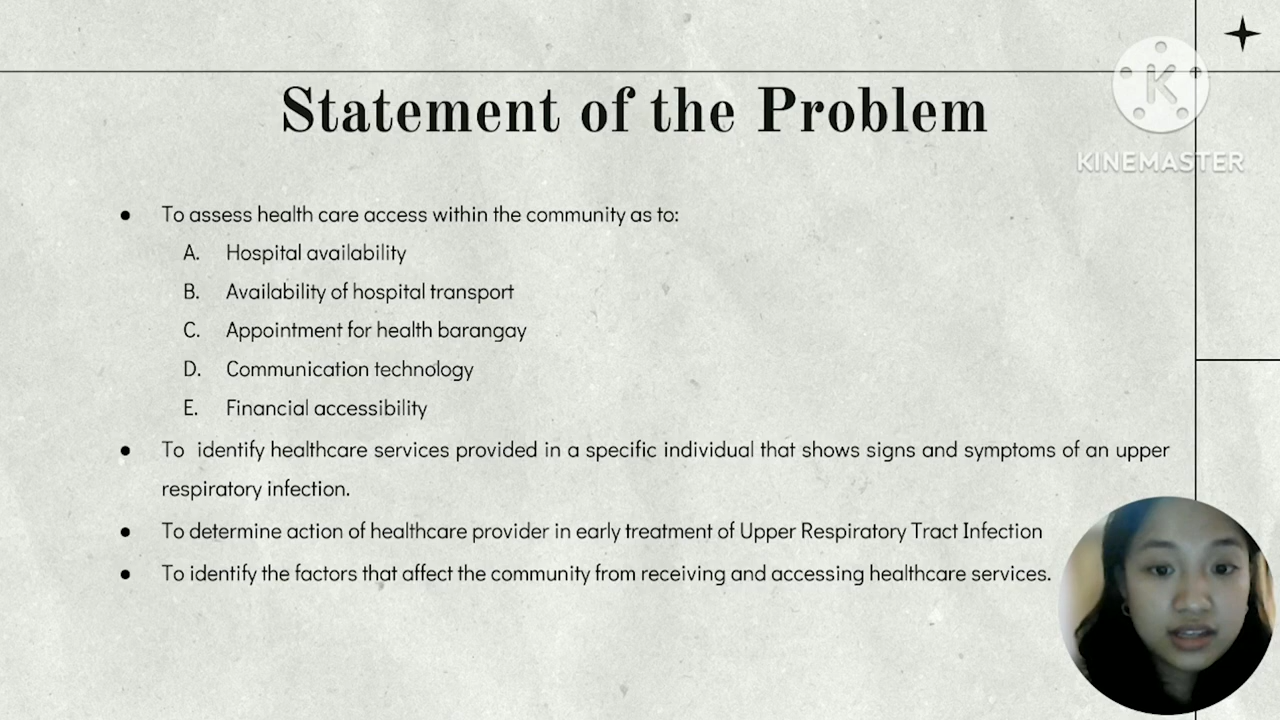 Statement of the Problem
K
KINEMASTER
● To assess health care access within the community as to:
A. Hospital availability
B. Availability of hospital transport
C. Appointment for health barangay
D. Communication technology
E. Financial accessibility
● To identify healthcare services provided in a specific individual that shows signs and symptoms of an upper
respiratory infection.
● To determine action of healthcare provider in early treatment of Upper Respiratory Tract Infection
● To identify the factors that affect the community from receiving and accessing healthcare services.